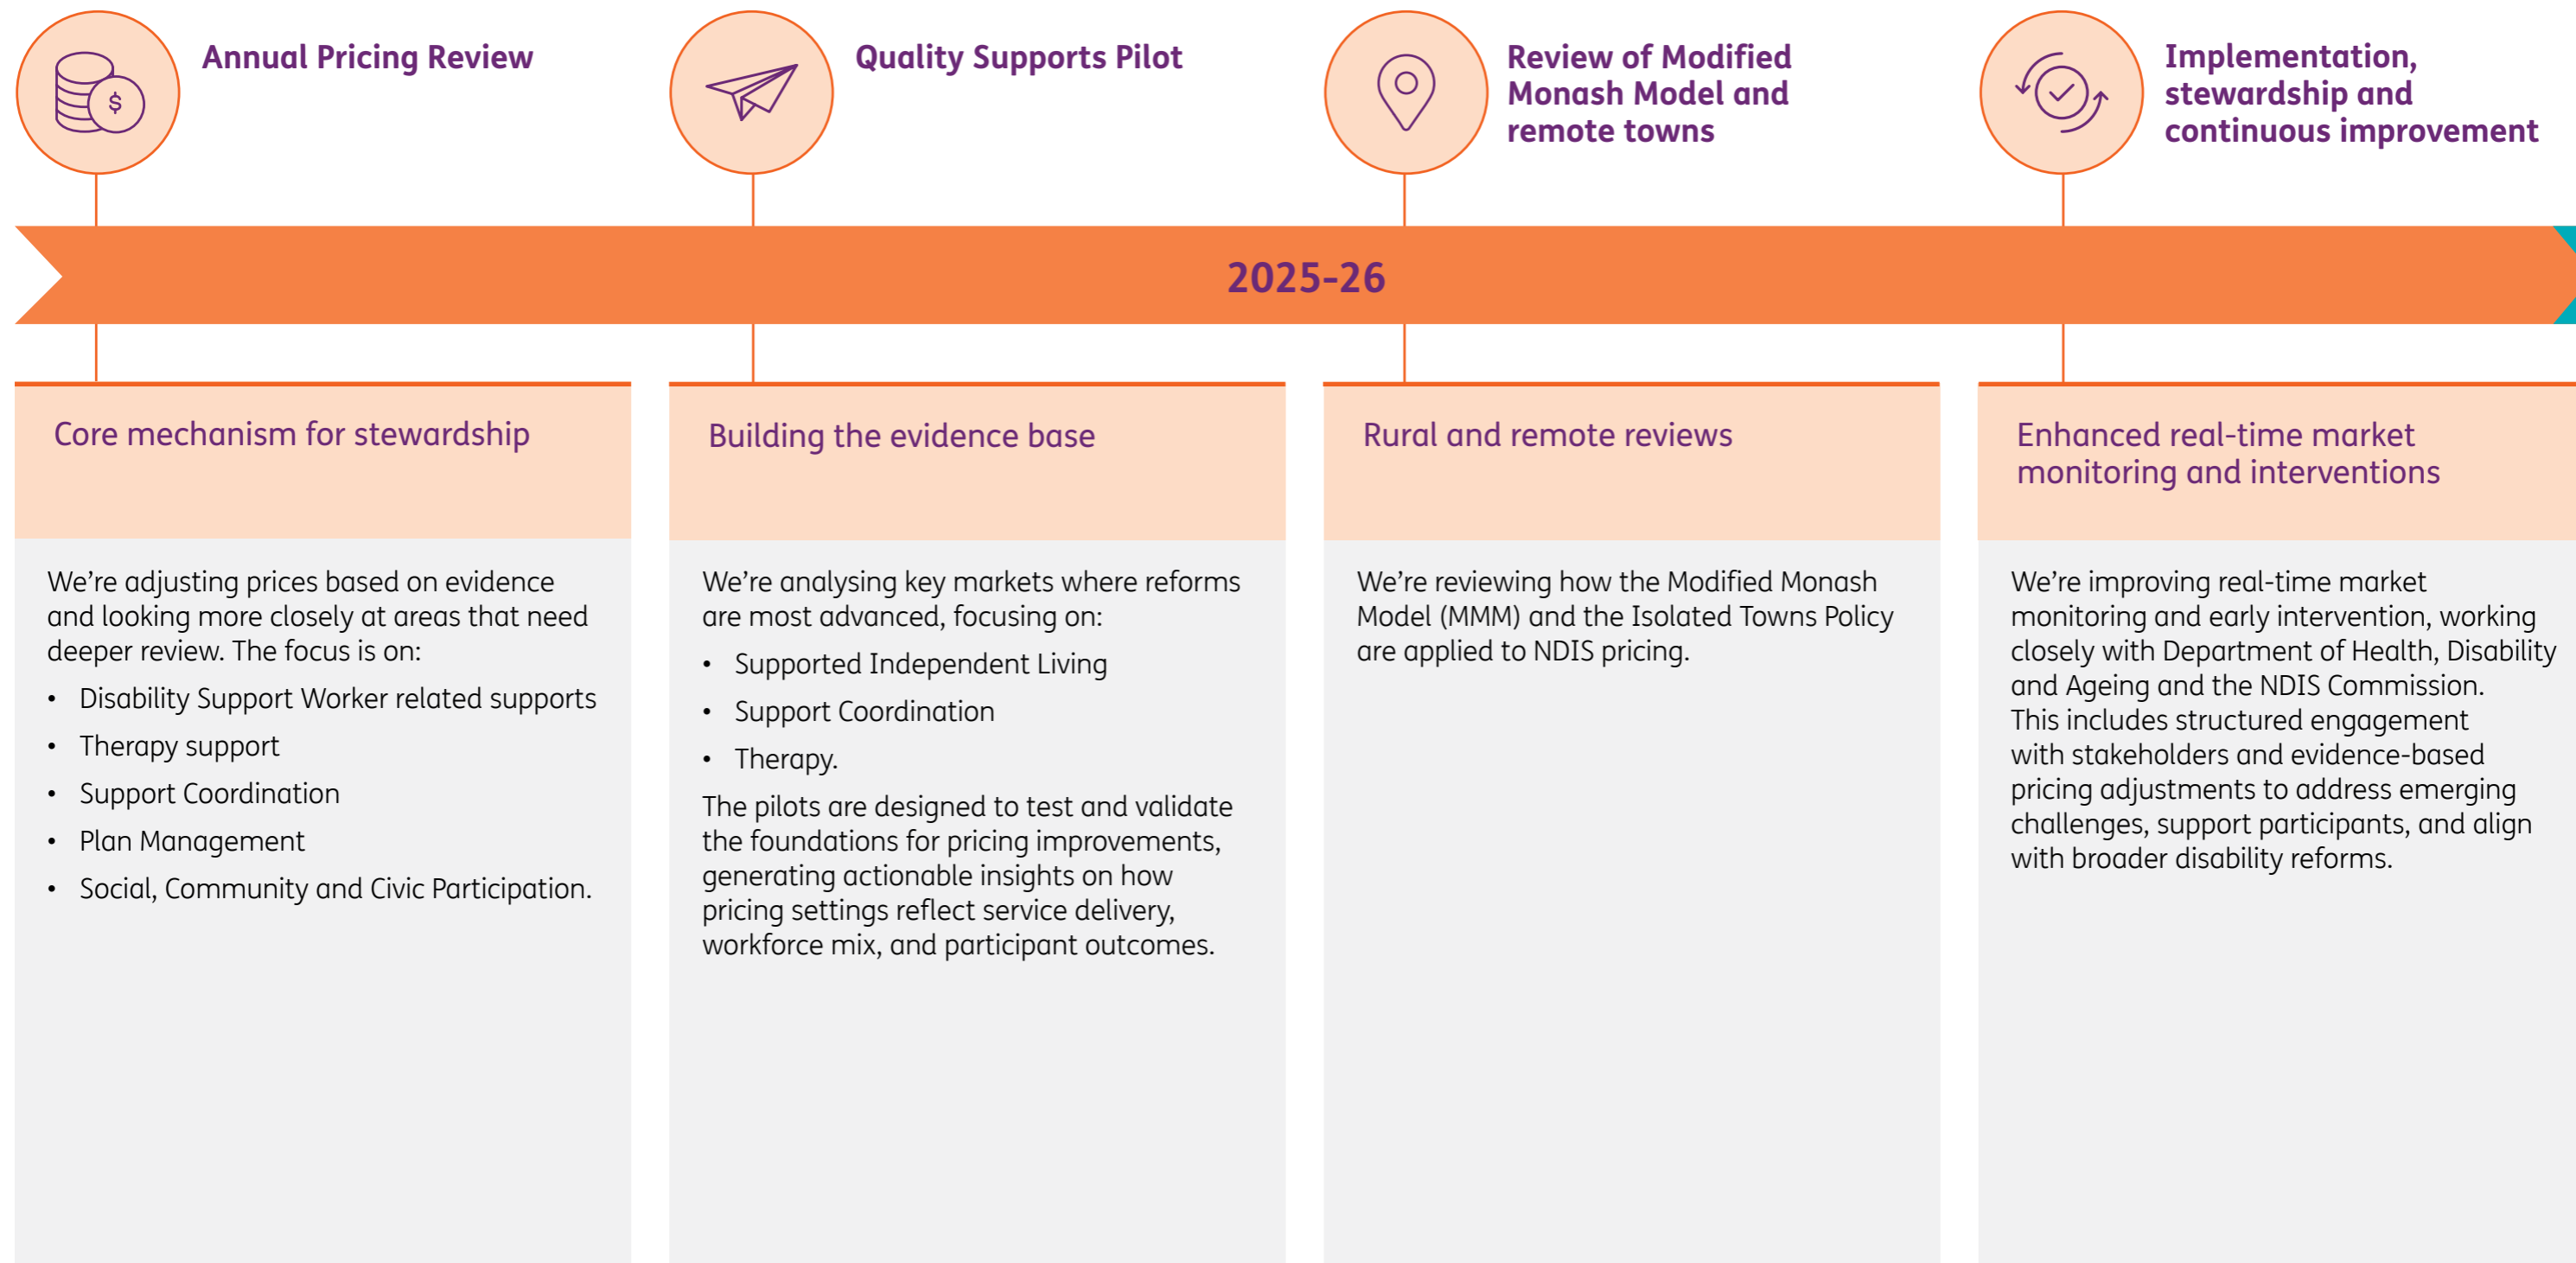 Annual Pricing Review
Quality Supports Pilot
Review of Modified
Monash Model and
remote towns
Implementation,
stewardship and
continuous improvement
$
2025-26
Core mechanism for stewardship
We’re adjusting prices based on evidence
and looking more closely at areas that need
deeper review. The focus is on:
• Disability Support Worker related supports
• Therapy support
• Support Coordination
• Plan Management
• Social, Community and Civic Participation.
Building the evidence base
We’re analysing key markets where reforms
are most advanced, focusing on:
• Supported Independent Living
• Support Coordination
• Therapy.
The pilots are designed to test and validate
the foundations for pricing improvements,
generating actionable insights on how
pricing settings reflect service delivery,
workforce mix, and participant outcomes.
Rural and remote reviews
We’re reviewing how the Modified Monash
Model (MMM) and the Isolated Towns Policy
are applied to NDIS pricing.
Enhanced real-time market
monitoring and interventions
We’re improving real-time market
monitoring and early intervention, working
closely with Department of Health, Disability
and Ageing and the NDIS Commission.
This includes structured engagement
with stakeholders and evidence-based
pricing adjustments to address emerging
challenges, support participants, and align
with broader disability reforms.